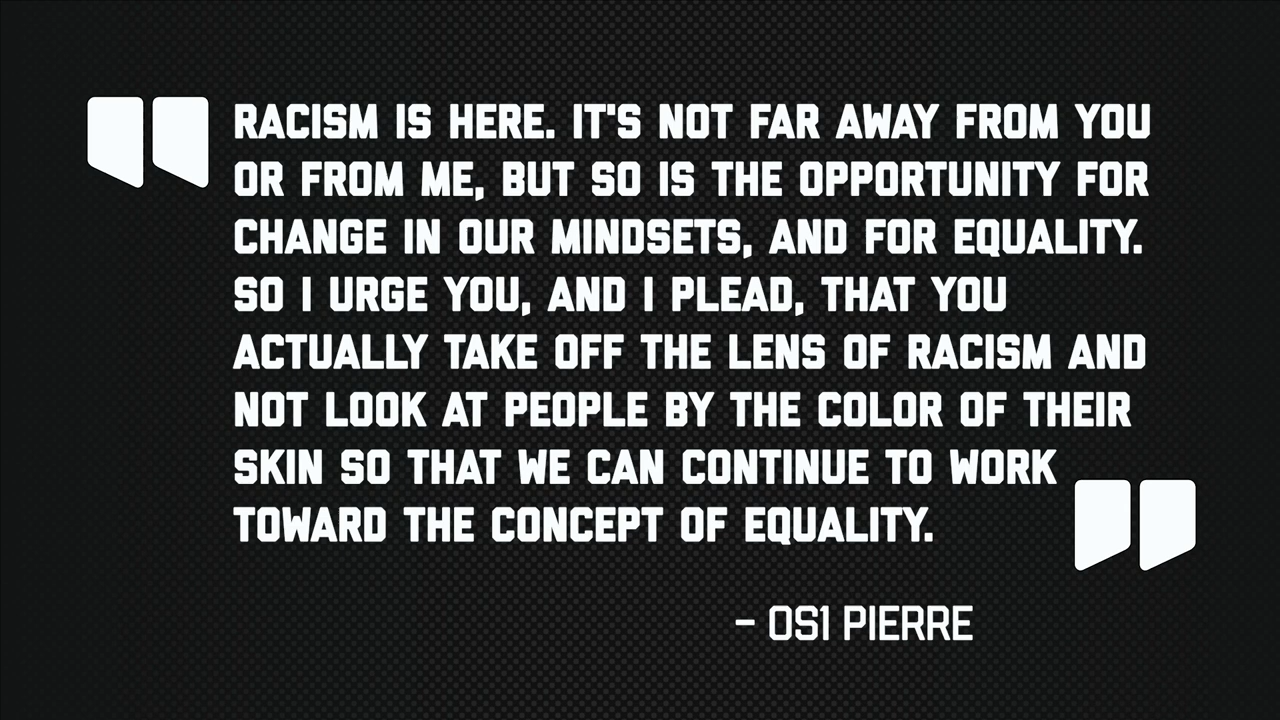 RACISM IS HERE. IT'S NOT FAR AWAY FROM YOU
OR FROM ME, BUT SO IS THE OPPORTUNITY FOR
CHANGE IN OUR MINDSETS, AND FOR EQUALITY.
SO I URGE YOU, AND I PLEAD, THAT YOU
ACTUALLY TAKE OFF THE LENS OF RACISM AND
NOT LOOK AT PEOPLE BY THE COLOR OF THEIR
SKIN SO THAT WE CAN CONTINUE TO WORK
TOWARD THE CONCEPT OF EQUALITY.
– OS1 PIERRE